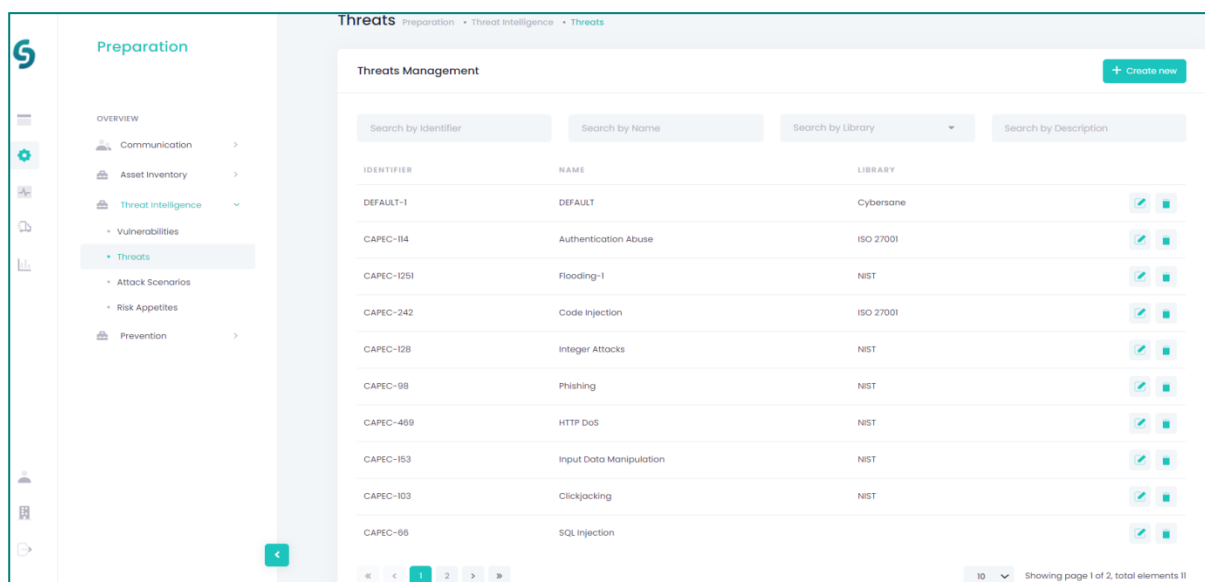 Threats Preparation • Threat Intelligence • Threats
Preparation
Threats Management
+ Create new
OVERVIEW
Communication
Asset Inventory
Threat Intelligence
• Vulnerabilities
• Threats
• Attack Scenarios
• Risk Appetites
Prevention
Search by Identifier Search by Name Search by Library Search by Description
IDENTIFIER NAME LIBRARY
DEFAULT-1 DEFAULT Cybersane
CAPEC-114 Authentication Abuse ISO 27001
CAPEC-1251 Flooding-1 NIST
CAPEC-242 Code Injection ISO 27001
CAPEC-128 Integer Attacks NIST
CAPEC-98 Phishing NIST
CAPEC-469 HTTP DoS NIST
CAPEC-153 Input Data Manipulation NIST
CAPEC-103 Clickjacking NIST
CAPEC-66 SQL Injection
« < 1 2 > »
10 Showing page 1 of 2, total elements 11